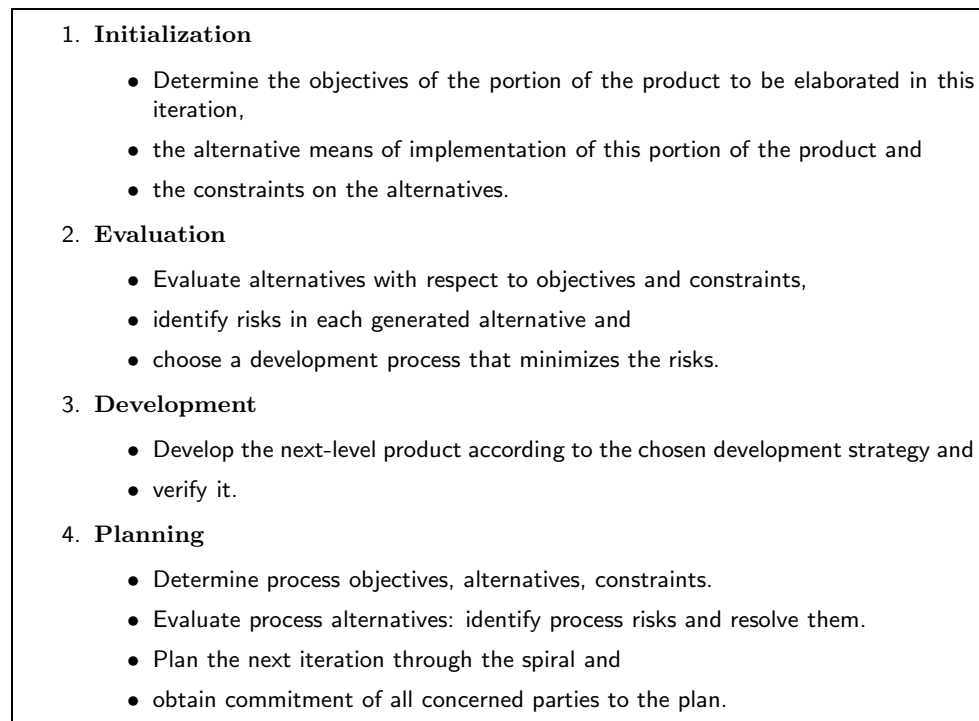 1. Initialization
• Determine the objectives of the portion of the product to be elaborated in this
iteration,
• the alternative means of implementation of this portion of the product and
• the constraints on the alternatives.
2. Evaluation
• Evaluate alternatives with respect to objectives and constraints,
• identify risks in each generated alternative and
• choose a development process that minimizes the risks.
3. Development
• Develop the next-level product according to the chosen development strategy and
• verify it.
4. Planning
• Determine process objectives, alternatives, constraints.
• Evaluate process alternatives: identify process risks and resolve them.
• Plan the next iteration through the spiral and
• obtain commitment of all concerned parties to the plan.